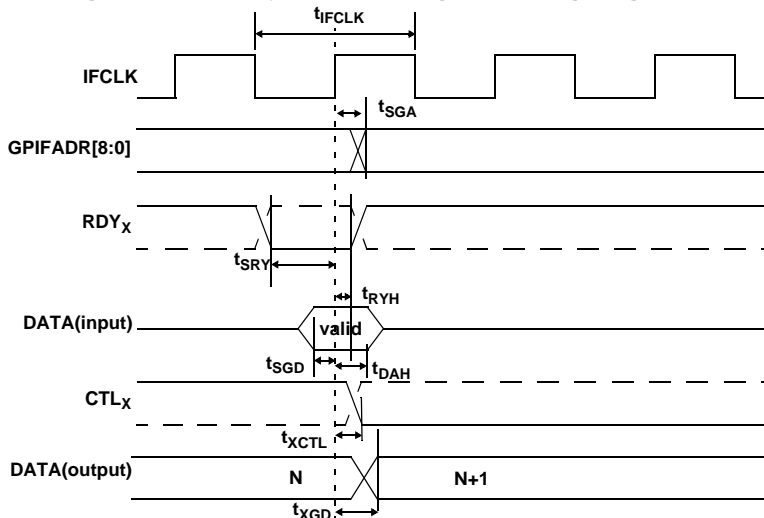 tIFCLK
IFCLK
tSGA
GPIFADR[8:0]
RDYX
tSRY
tRYH
DATA(input)
valid
tSGD
tDAH
CTLX
tXCTL
DATA(output)
N
N+1
tXGD